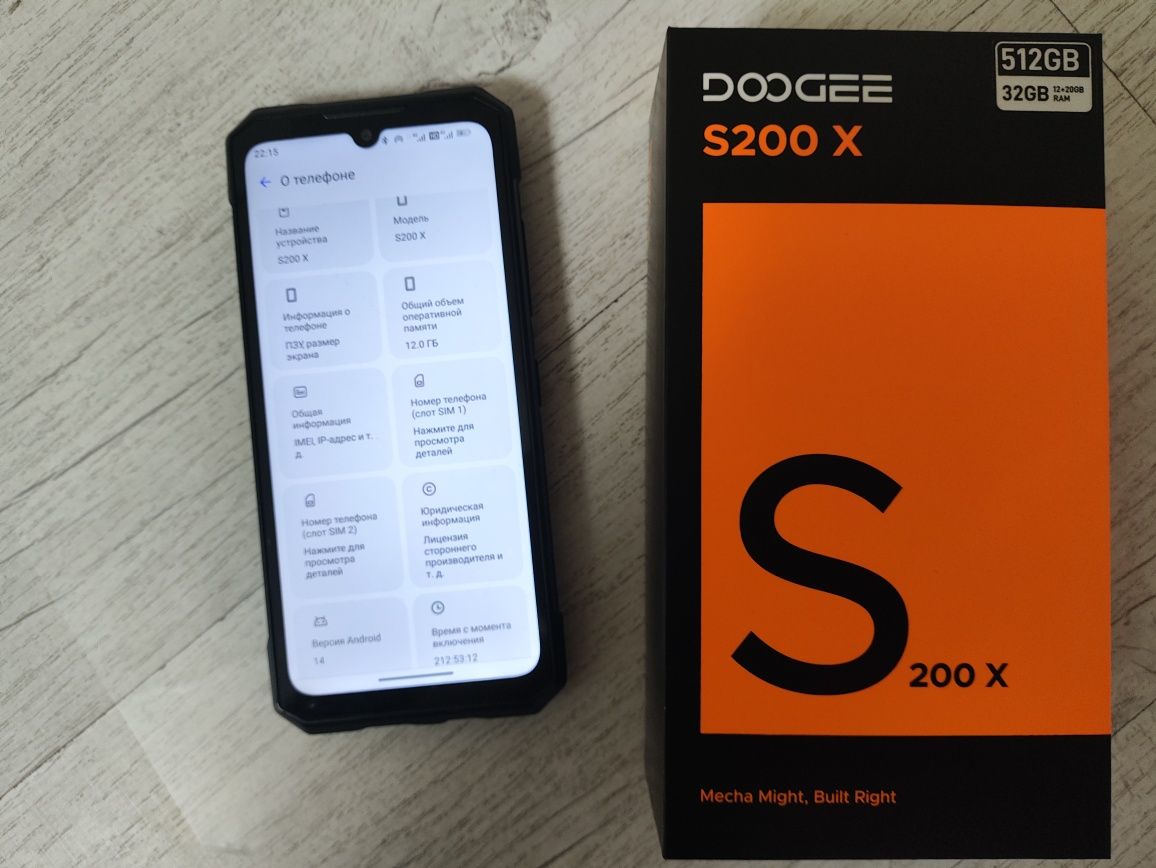 22:15
О телефоне
Название
устройства
S200 X
Модель
S200 X
Информация о
телефоне
ПЗУ, размер
экрана
Общий объем
оперативной
памяти
12.0 ГБ
Общая
информация
IMEI, IP-адрес и т.
д.
Номер телефона
(слот SIM 1)
Нажмите для
просмотра
деталей
Номер телефона
(слот SIM 2)
Нажмите для
просмотра
деталей
Юридическая
информация
Лицензия
стороннего
производителя и
т. д.
Версия Android
14
Время с момента
включения
212:53:12
DOOGEE
S200 X
512GB
32GB 12+20GB
RAM
S 200 X
Mecha Might, Built Right